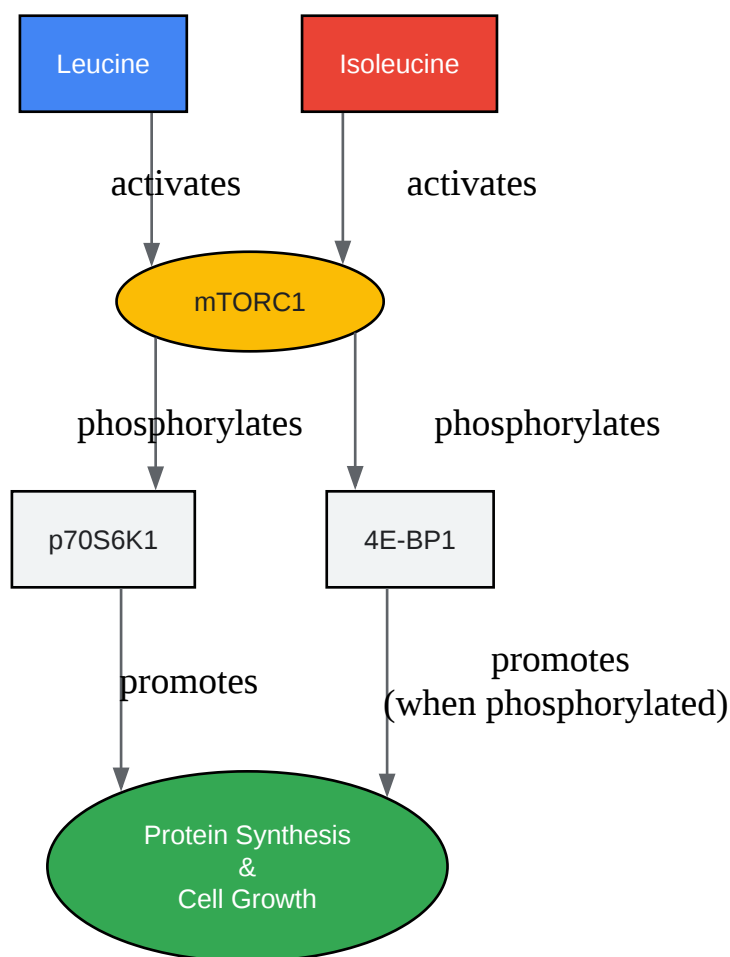 Leucine
Isoleucine
activates
activates
mTORC1
phosphorylates
phosphorylates
p70S6K1
4E-BP1
promotes
promotes
(when phosphorylated)
Protein Synthesis
&
Cell Growth